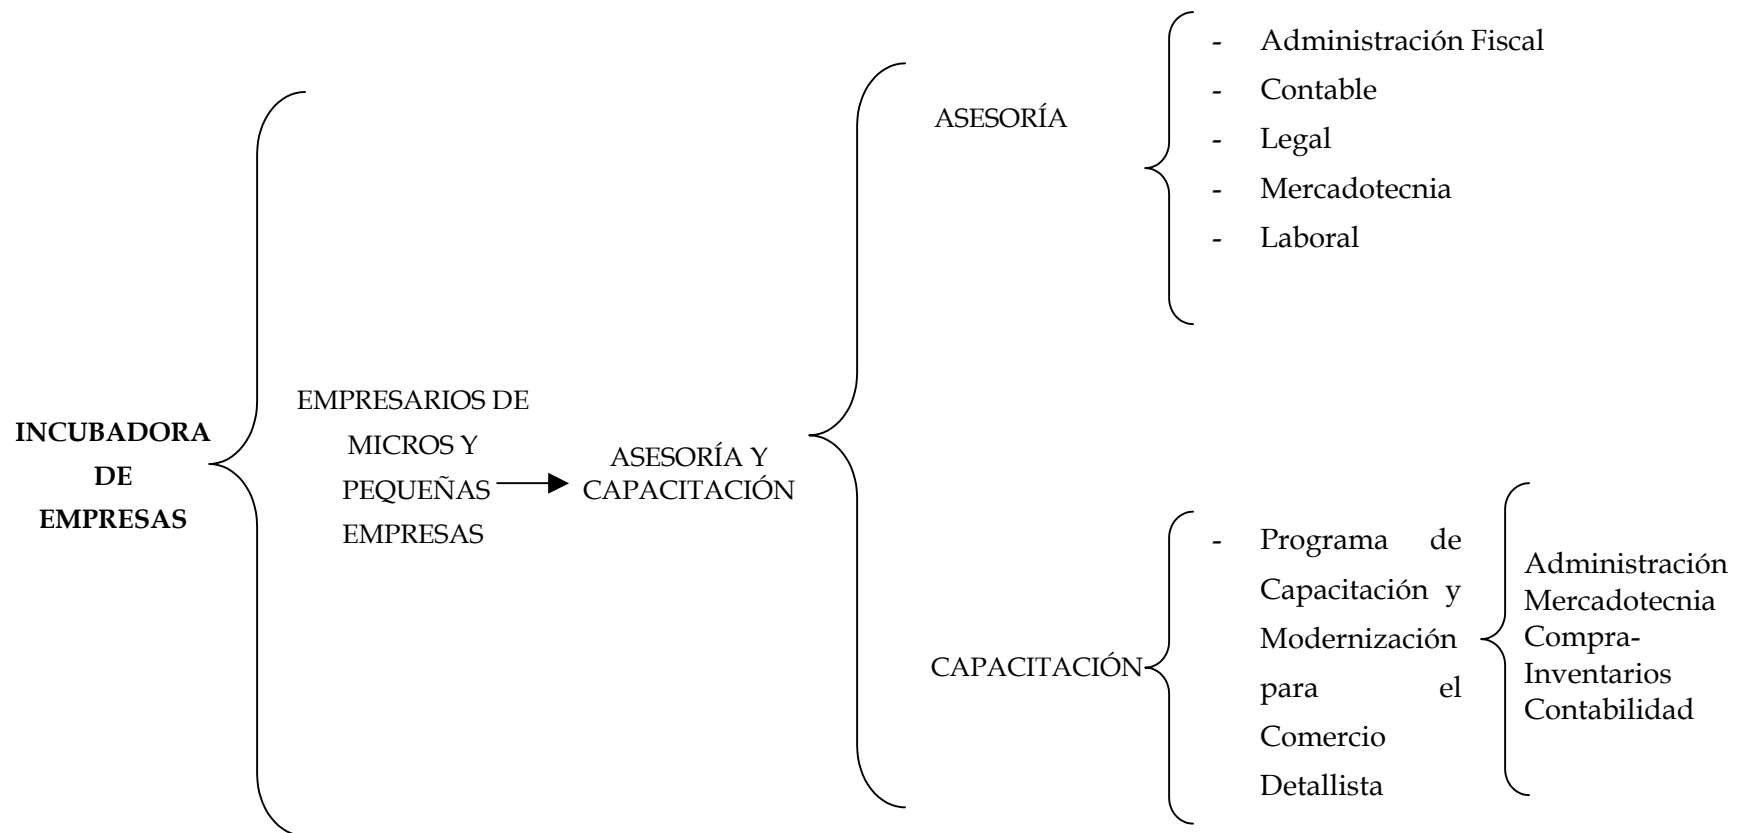 INCUBADORA
DE
EMPRESAS
EMPRESARIOS DE
MICROS Y
PEQUEÑAS
EMPRESAS
ASESORÍA Y
CAPACITACIÓN
ASESORÍA
- Administración Fiscal
- Contable
- Legal
- Mercadotecnia
- Laboral
CAPACITACIÓN
- Programa de
Capacitación y
Modernización
para el
Comercio
Detallista
Administración
Mercadotecnia
Compra-
Inventarios
Contabilidad